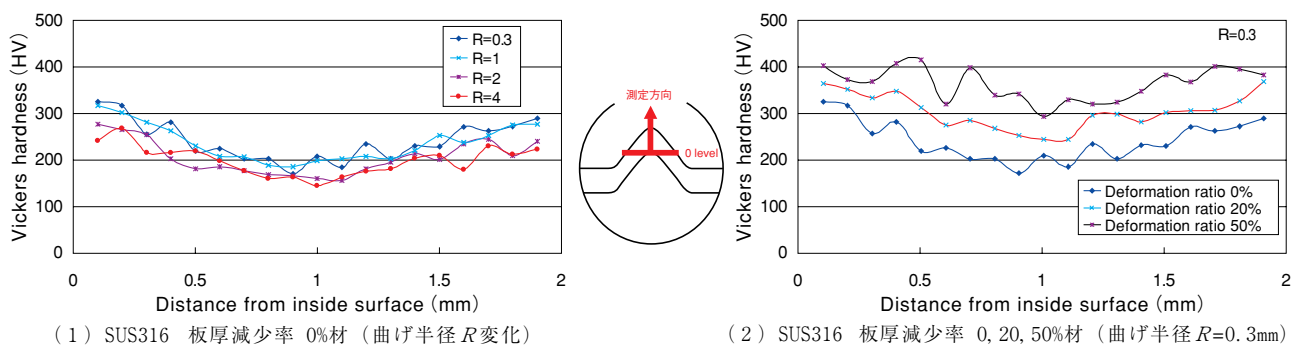 500
400
300
200
100
0
Vickers hardness (HV)
R=0.3
R=1
R=2
R=4
0
0.5
1
1.5
2
Distance from inside surface (mm)
(1) SUS316 板厚減少率 0%材 (曲げ半径R変化)
測定方向
0 level
500
400
300
200
100
0
Vickers hardness (HV)
R=0.3
Deformation ratio 0%
Deformation ratio 20%
Deformation ratio 50%
0
0.5
1
1.5
2
Distance from inside surface (mm)
(2) SUS316 板厚減少率 0,20,50%材 (曲げ半径R=0.3mm)